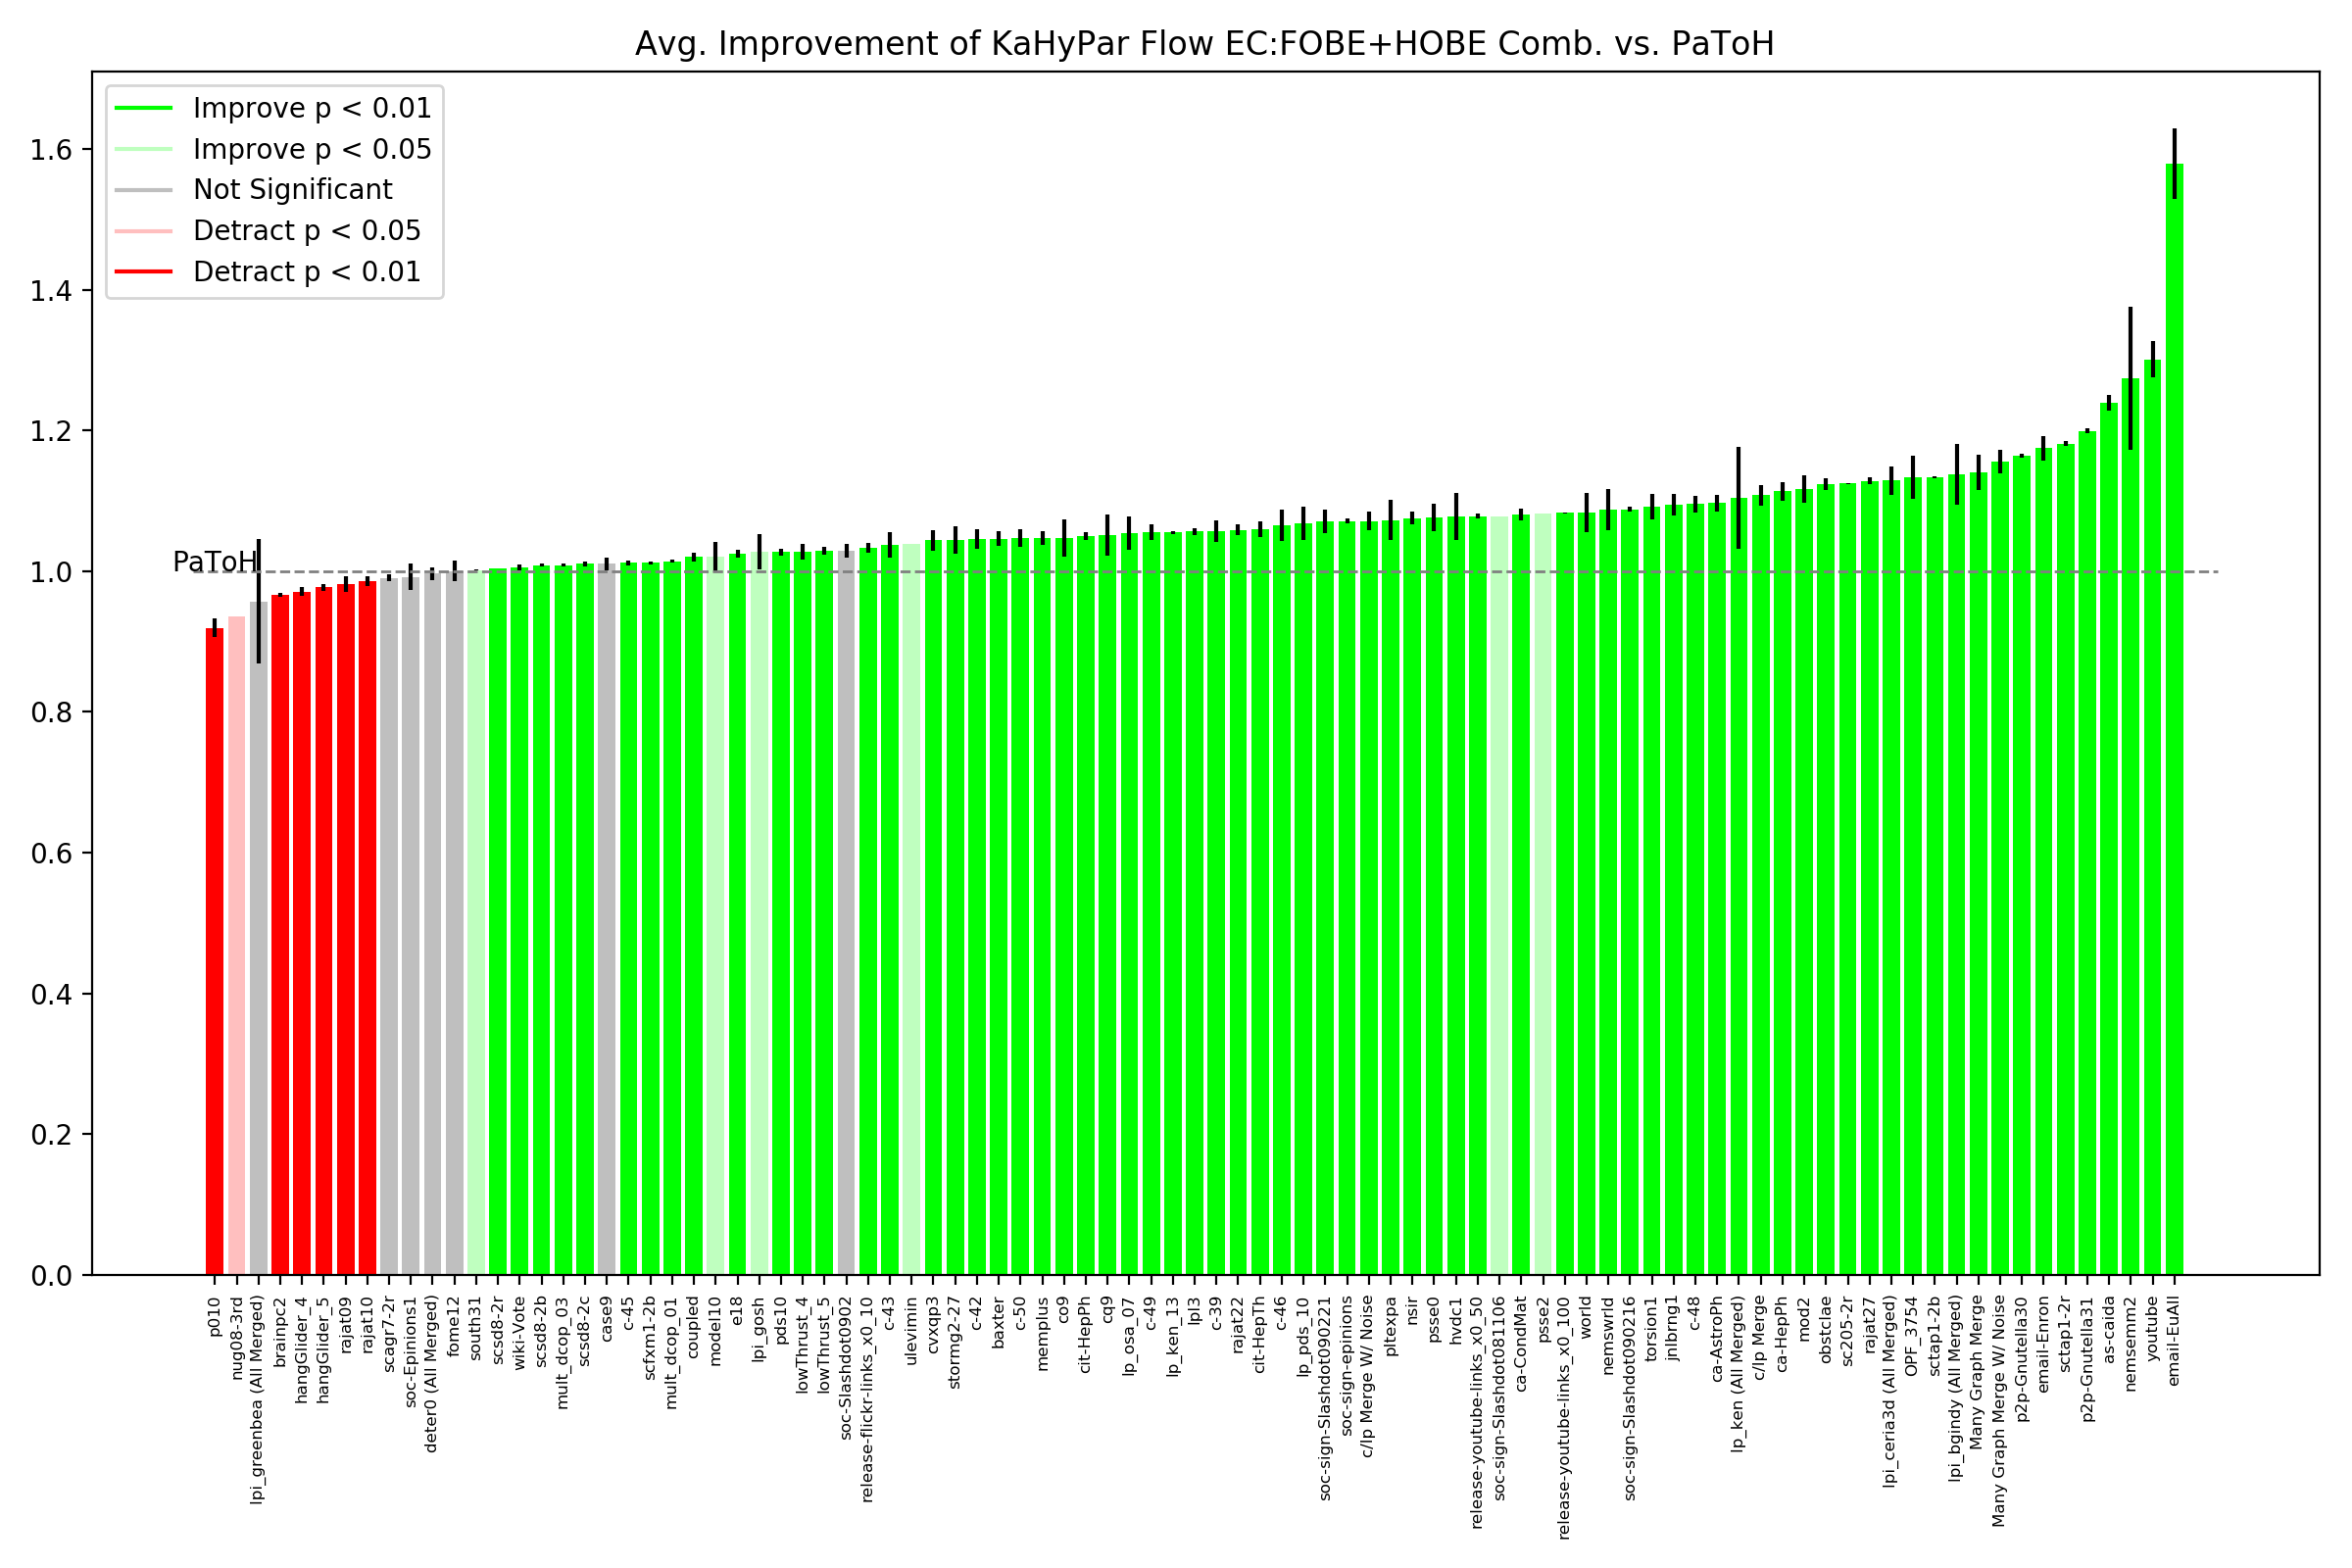 Avg. Improvement of KaHyPar Flow EC:FOBE+HOBE Comb. vs. PaToH
Improve p < 0.01
Improve p < 0.05
Not Significant
Detract p < 0.05
Detract p < 0.01
1.6
1.4
1.2
1.0
0.8
0.6
0.4
0.2
0.0
PaToH
p010
nug08-3rd
lpi_greenbea (All Merged)
brainpc2
hangGlider_4
hangGlider_5
rajat09
rajat10
scagr7-2r
soc-Epinions1
deter0 (All Merged)
fome12
south31
scsd8-2r
wiki-Vote
scsd8-2b
mult_dcop_03
scsd8-2c
case9
c-45
scfxm1-2b
mult_dcop_01
coupled
model10
e18
lpi_gosh
pds10
lowThrust_4
lowThrust_5
soc-Slashdot0902
release-flickr-links_x0_10
c-43
ulevimin
cvxqp3
stormg2-27
c-42
baxter
c-50
memplus
co9
cit-HepPh
cq9
lp_osa_07
c-49
lp_ken_13
lpl3
c-39
rajat22
cit-HepTh
c-46
lp_pds_10
soc-sign-Slashdot090221
soc-sign-epinions
c/lp Merge W/ Noise
pltexpa
nsir
psse0
hvdc1
release-youtube-links_x0_50
soc-sign-Slashdot081106
ca-CondMat
psse2
release-youtube-links_x0_100
world
nemswrld
soc-sign-Slashdot090216
torsion1
jnlbrng1
c-48
ca-AstroPh
lp_ken (All Merged)
c/lp Merge
ca-HepPh
mod2
obstclae
sc205-2r
rajat27
lpi_ceria3d (All Merged)
OPF_3754
sctap1-2b
lpi_bgindy (All Merged)
Many Graph Merge
Many Graph Merge W/ Noise
p2p-Gnutella30
email-Enron
sctap1-2r
p2p-Gnutella31
as-caida
nemsemm2
youtube
email-EuAll